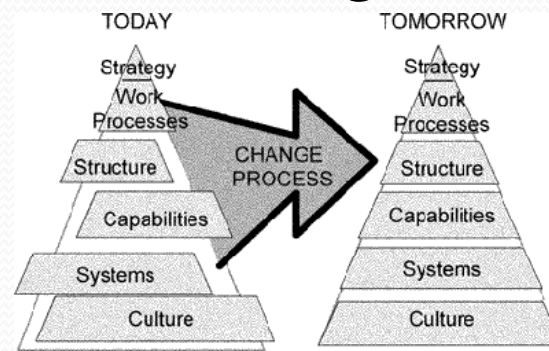 TODAY
Strategy
Work
Processes
Structure
Capabilities
Systems
Culture
CHANGE
PROCESS
TOMORROW
Strategy
Work
Processes
Structure
Capabilities
Systems
Culture